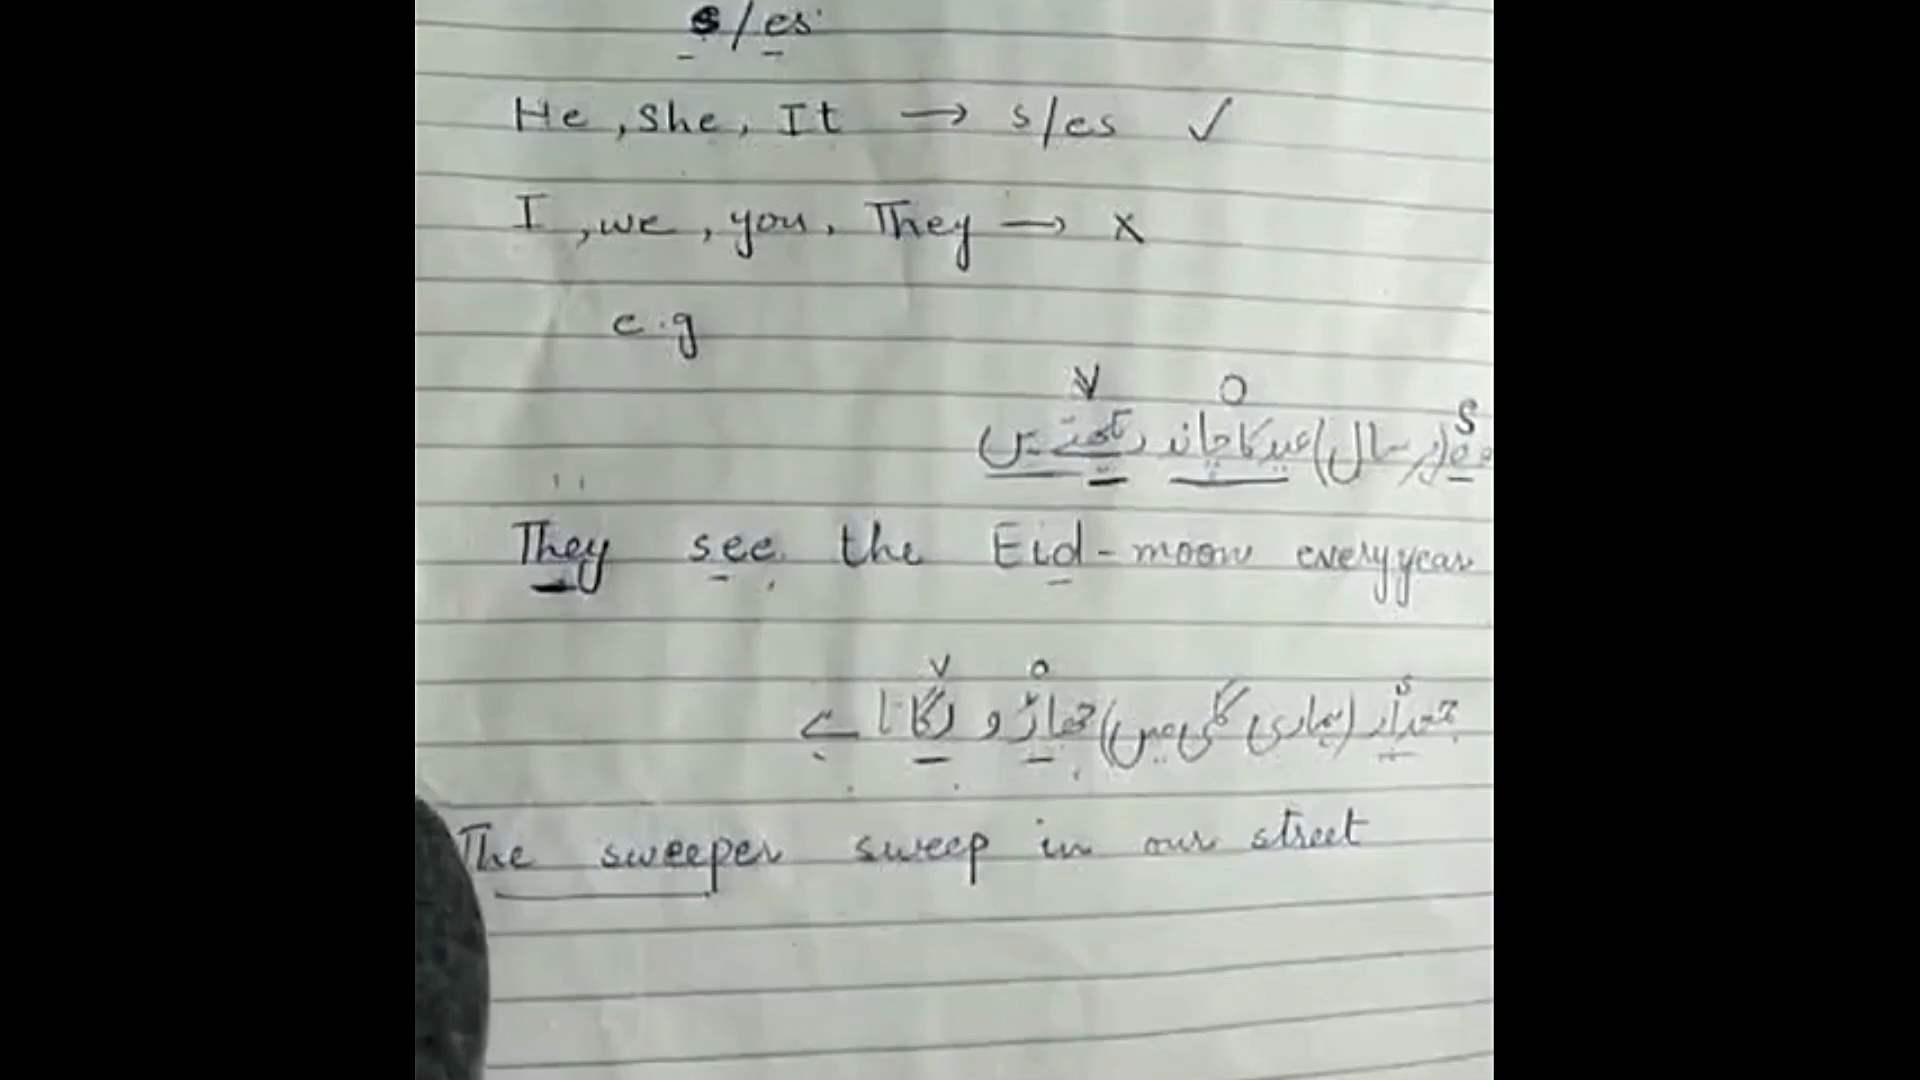 s/es
He, She, It → s/es ✓
I, we, you, They → x
e.g
V O S
وہ (ہر سال) عید کا چاند دیکھتے ہیں
They see the Eid-moon every year
V O S
جمعدار (ہماری گلی میں) جھاڑو لگاتا ہے
The sweeper sweep in our street